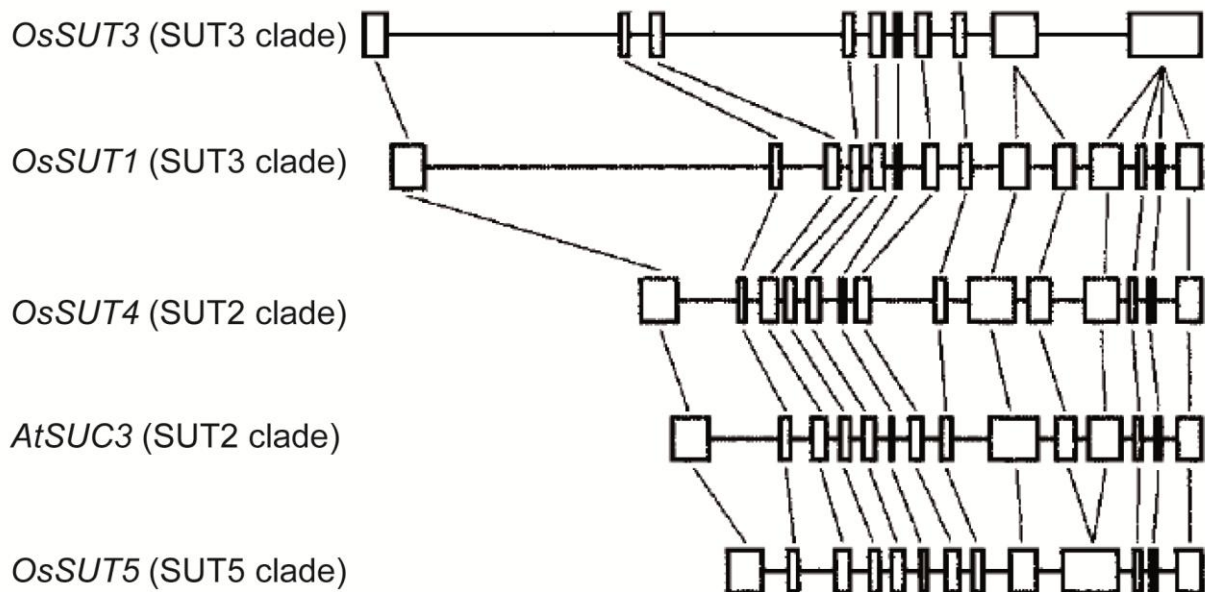 OsSUT3 (SUT3 clade)
OsSUT1 (SUT3 clade)
OsSUT4 (SUT2 clade)
AtSUC3 (SUT2 clade)
OsSUT5 (SUT5 clade)